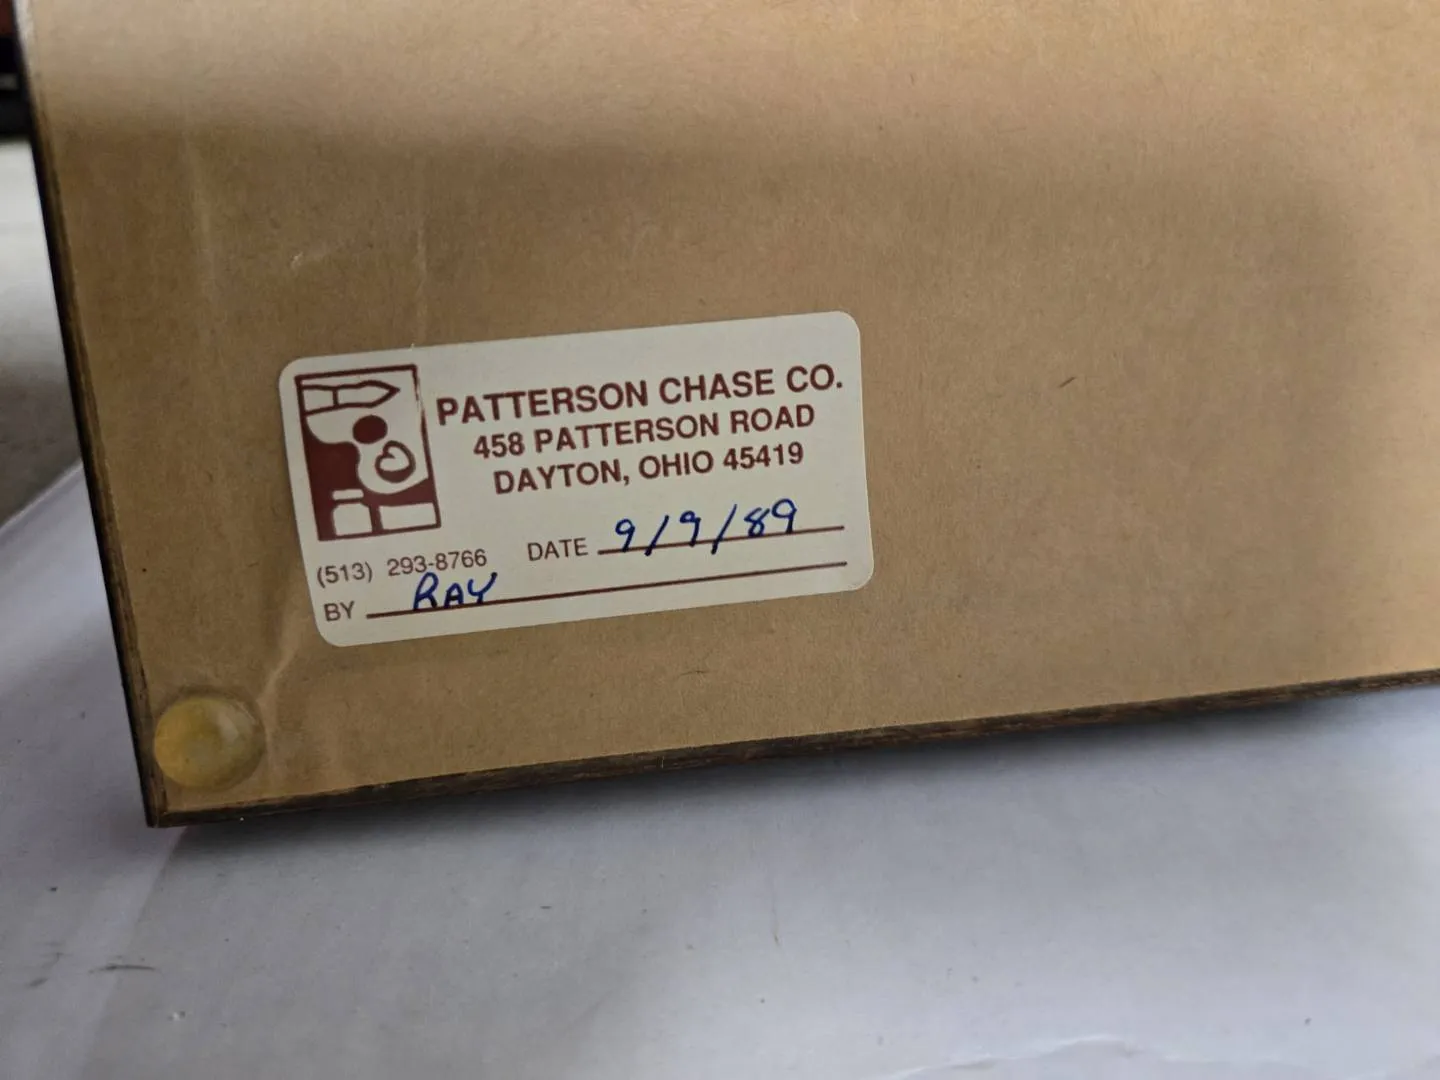 PATTERSON CHASE CO.
458 PATTERSON ROAD
DAYTON, OHIO 45419
(513) 293-8766 DATE 9/9/89
BY RAY